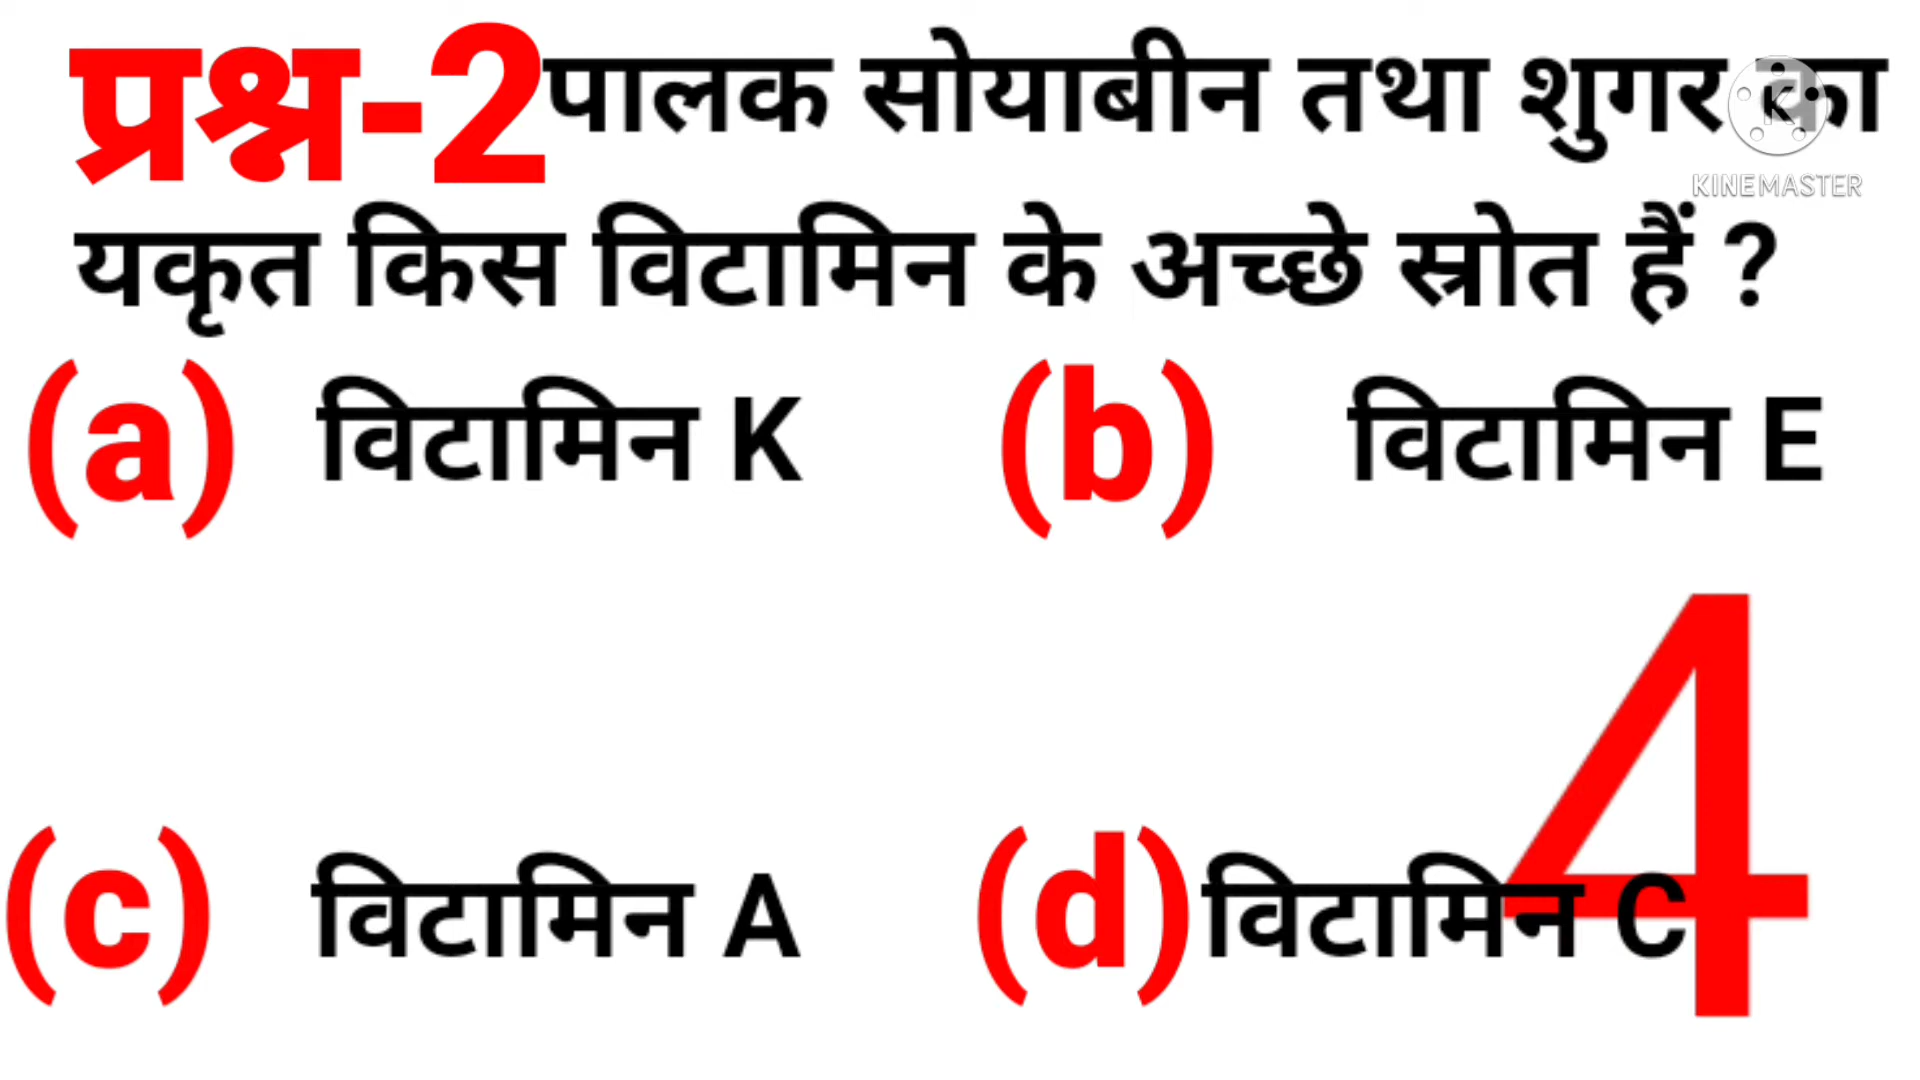 प्रश्न-2 पालक सोयाबीन तथा शुगर का
KINEMASTER
यकृत किस विटामिन के अच्छे स्रोत हैं ?
(a) विटामिन K (b) विटामिन E
(c) विटामिन A (d) विटामिन C
4